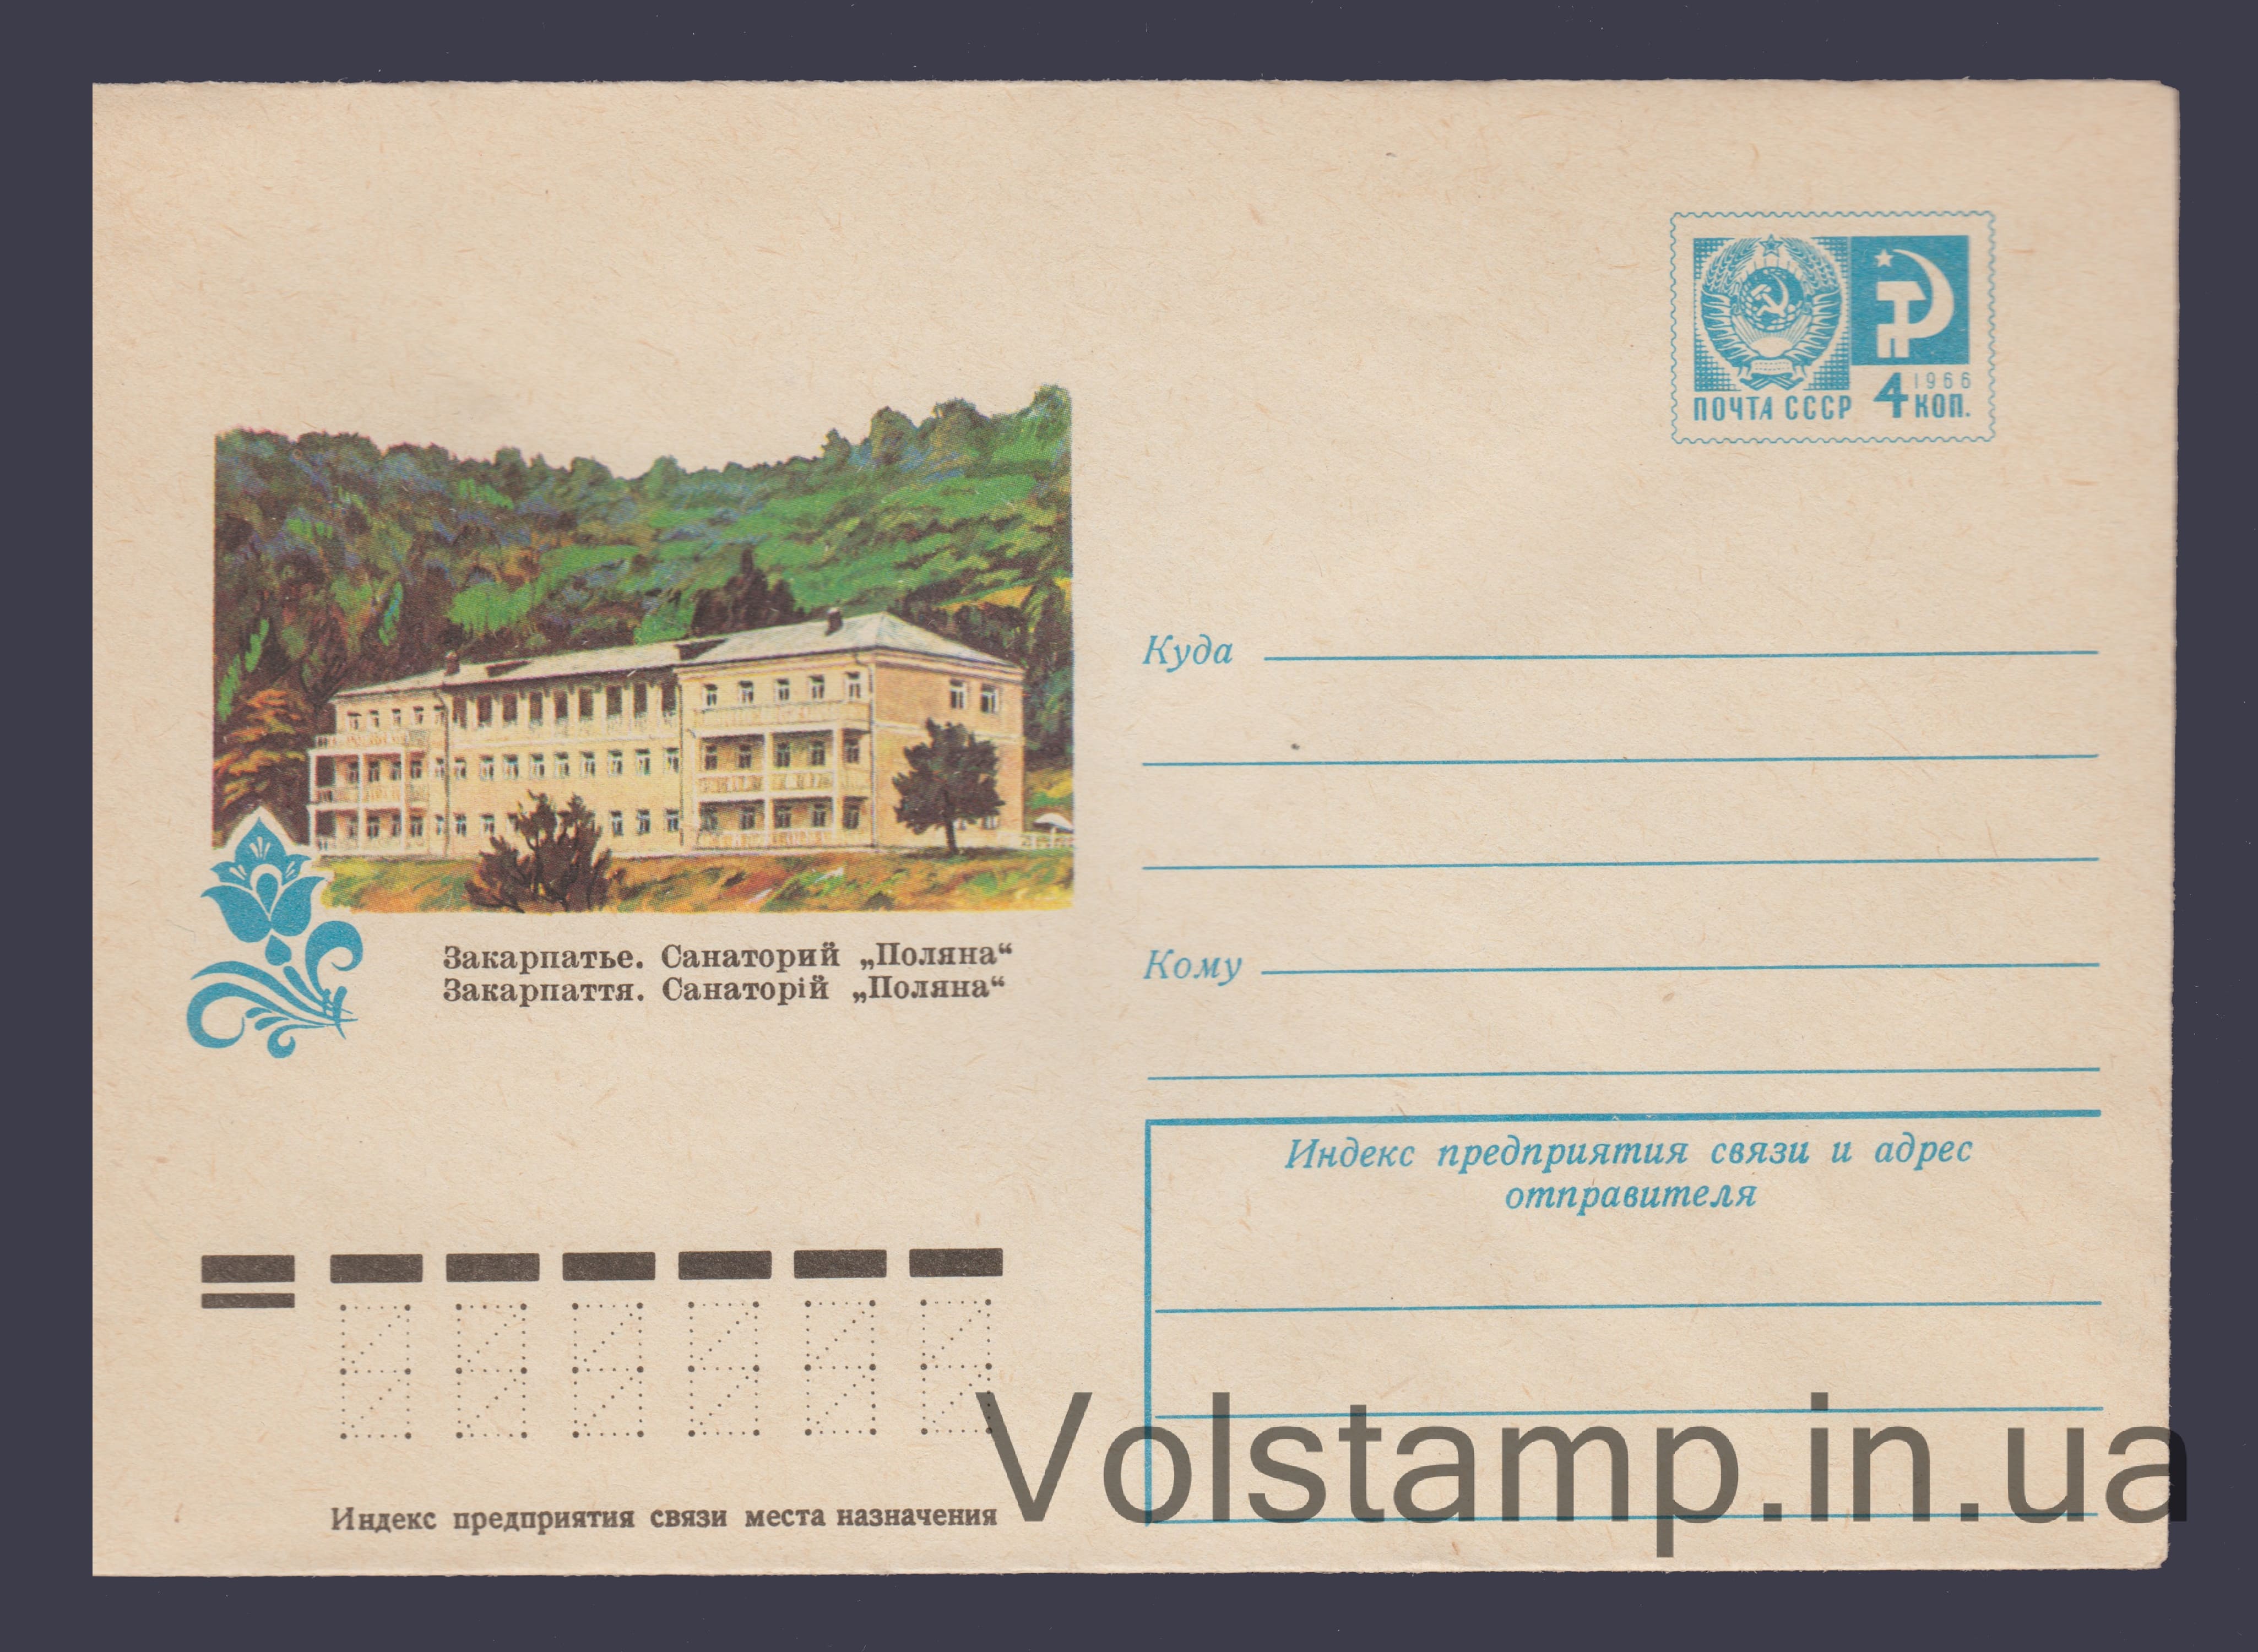 1966
ПОЧТА СССР 4 КОП.
Куда
Закарпатье. Санаторий „Поляна“
Закарпаття. Санаторій „Поляна“
Кому
Индекс предприятия связи и адрес
отправителя
Индекс предприятия связи места назначения
Volstamp.in.ua